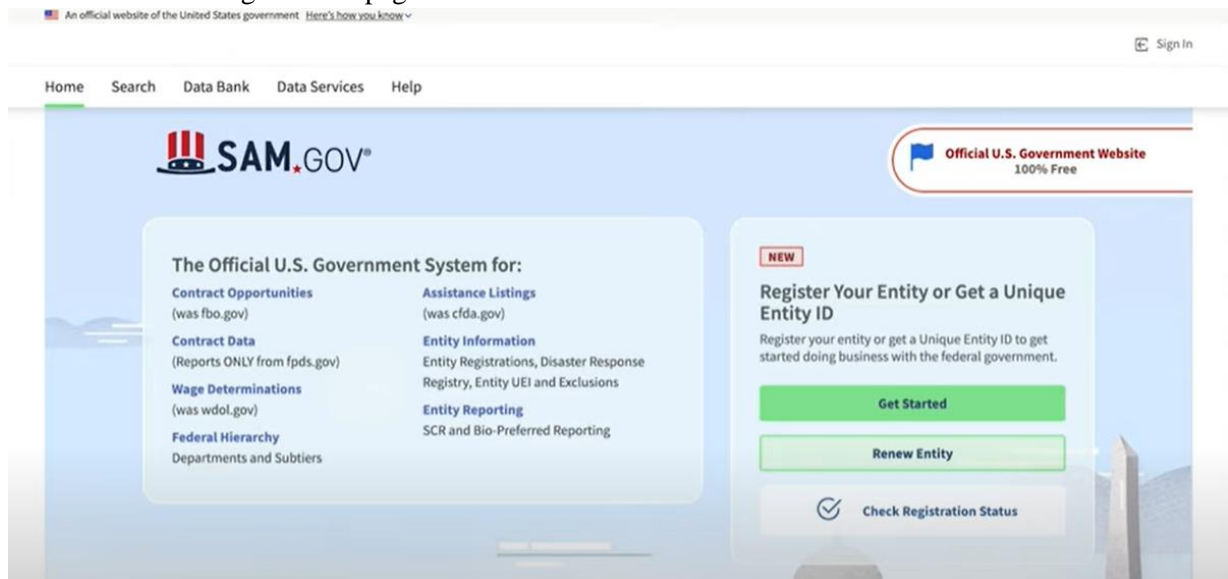 An official website of the United States government Here's how you know
Sign In
Home Search Data Bank Data Services Help
SAM.GOV®
Official U.S. Government Website
100% Free
The Official U.S. Government System for:
Contract Opportunities
(was fbo.gov)
Contract Data
(Reports ONLY from fpds.gov)
Wage Determinations
(was wdol.gov)
Federal Hierarchy
Departments and Subtiers
Assistance Listings
(was cfda.gov)
Entity Information
Entity Registrations, Disaster Response
Registry, Entity UEI and Exclusions
Entity Reporting
SCR and Bio-Preferred Reporting
NEW
Register Your Entity or Get a Unique
Entity ID
Register your entity or get a Unique Entity ID to get
started doing business with the federal government.
Get Started
Renew Entity
Check Registration Status